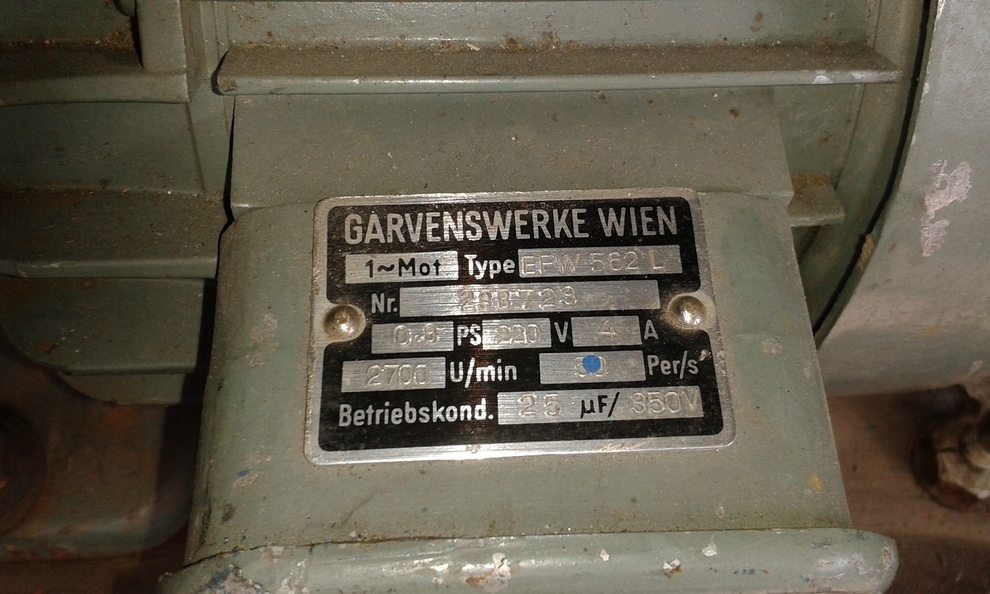 GARVENSWERKE WIEN
1~Mot Type EFW 562 L
Nr. 298723
0.8 PS 220 V 4 A
2700 U/min Per/s
Betriebskond. 25 µF/ 350V